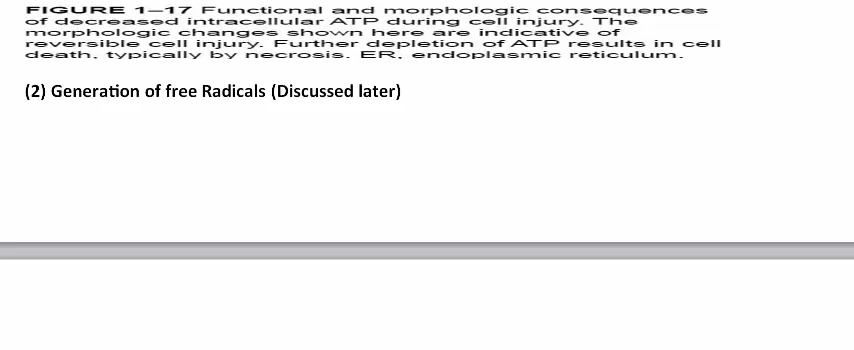 FIGURE 1–17 Functional and morphologic consequences
of decreased intracellular ATP during cell injury. The
morphologic changes shown here are indicative of
reversible cell injury. Further depletion of ATP results in cell
death, typically by necrosis. ER, endoplasmic reticulum.
(2) Generation of free Radicals (Discussed later)